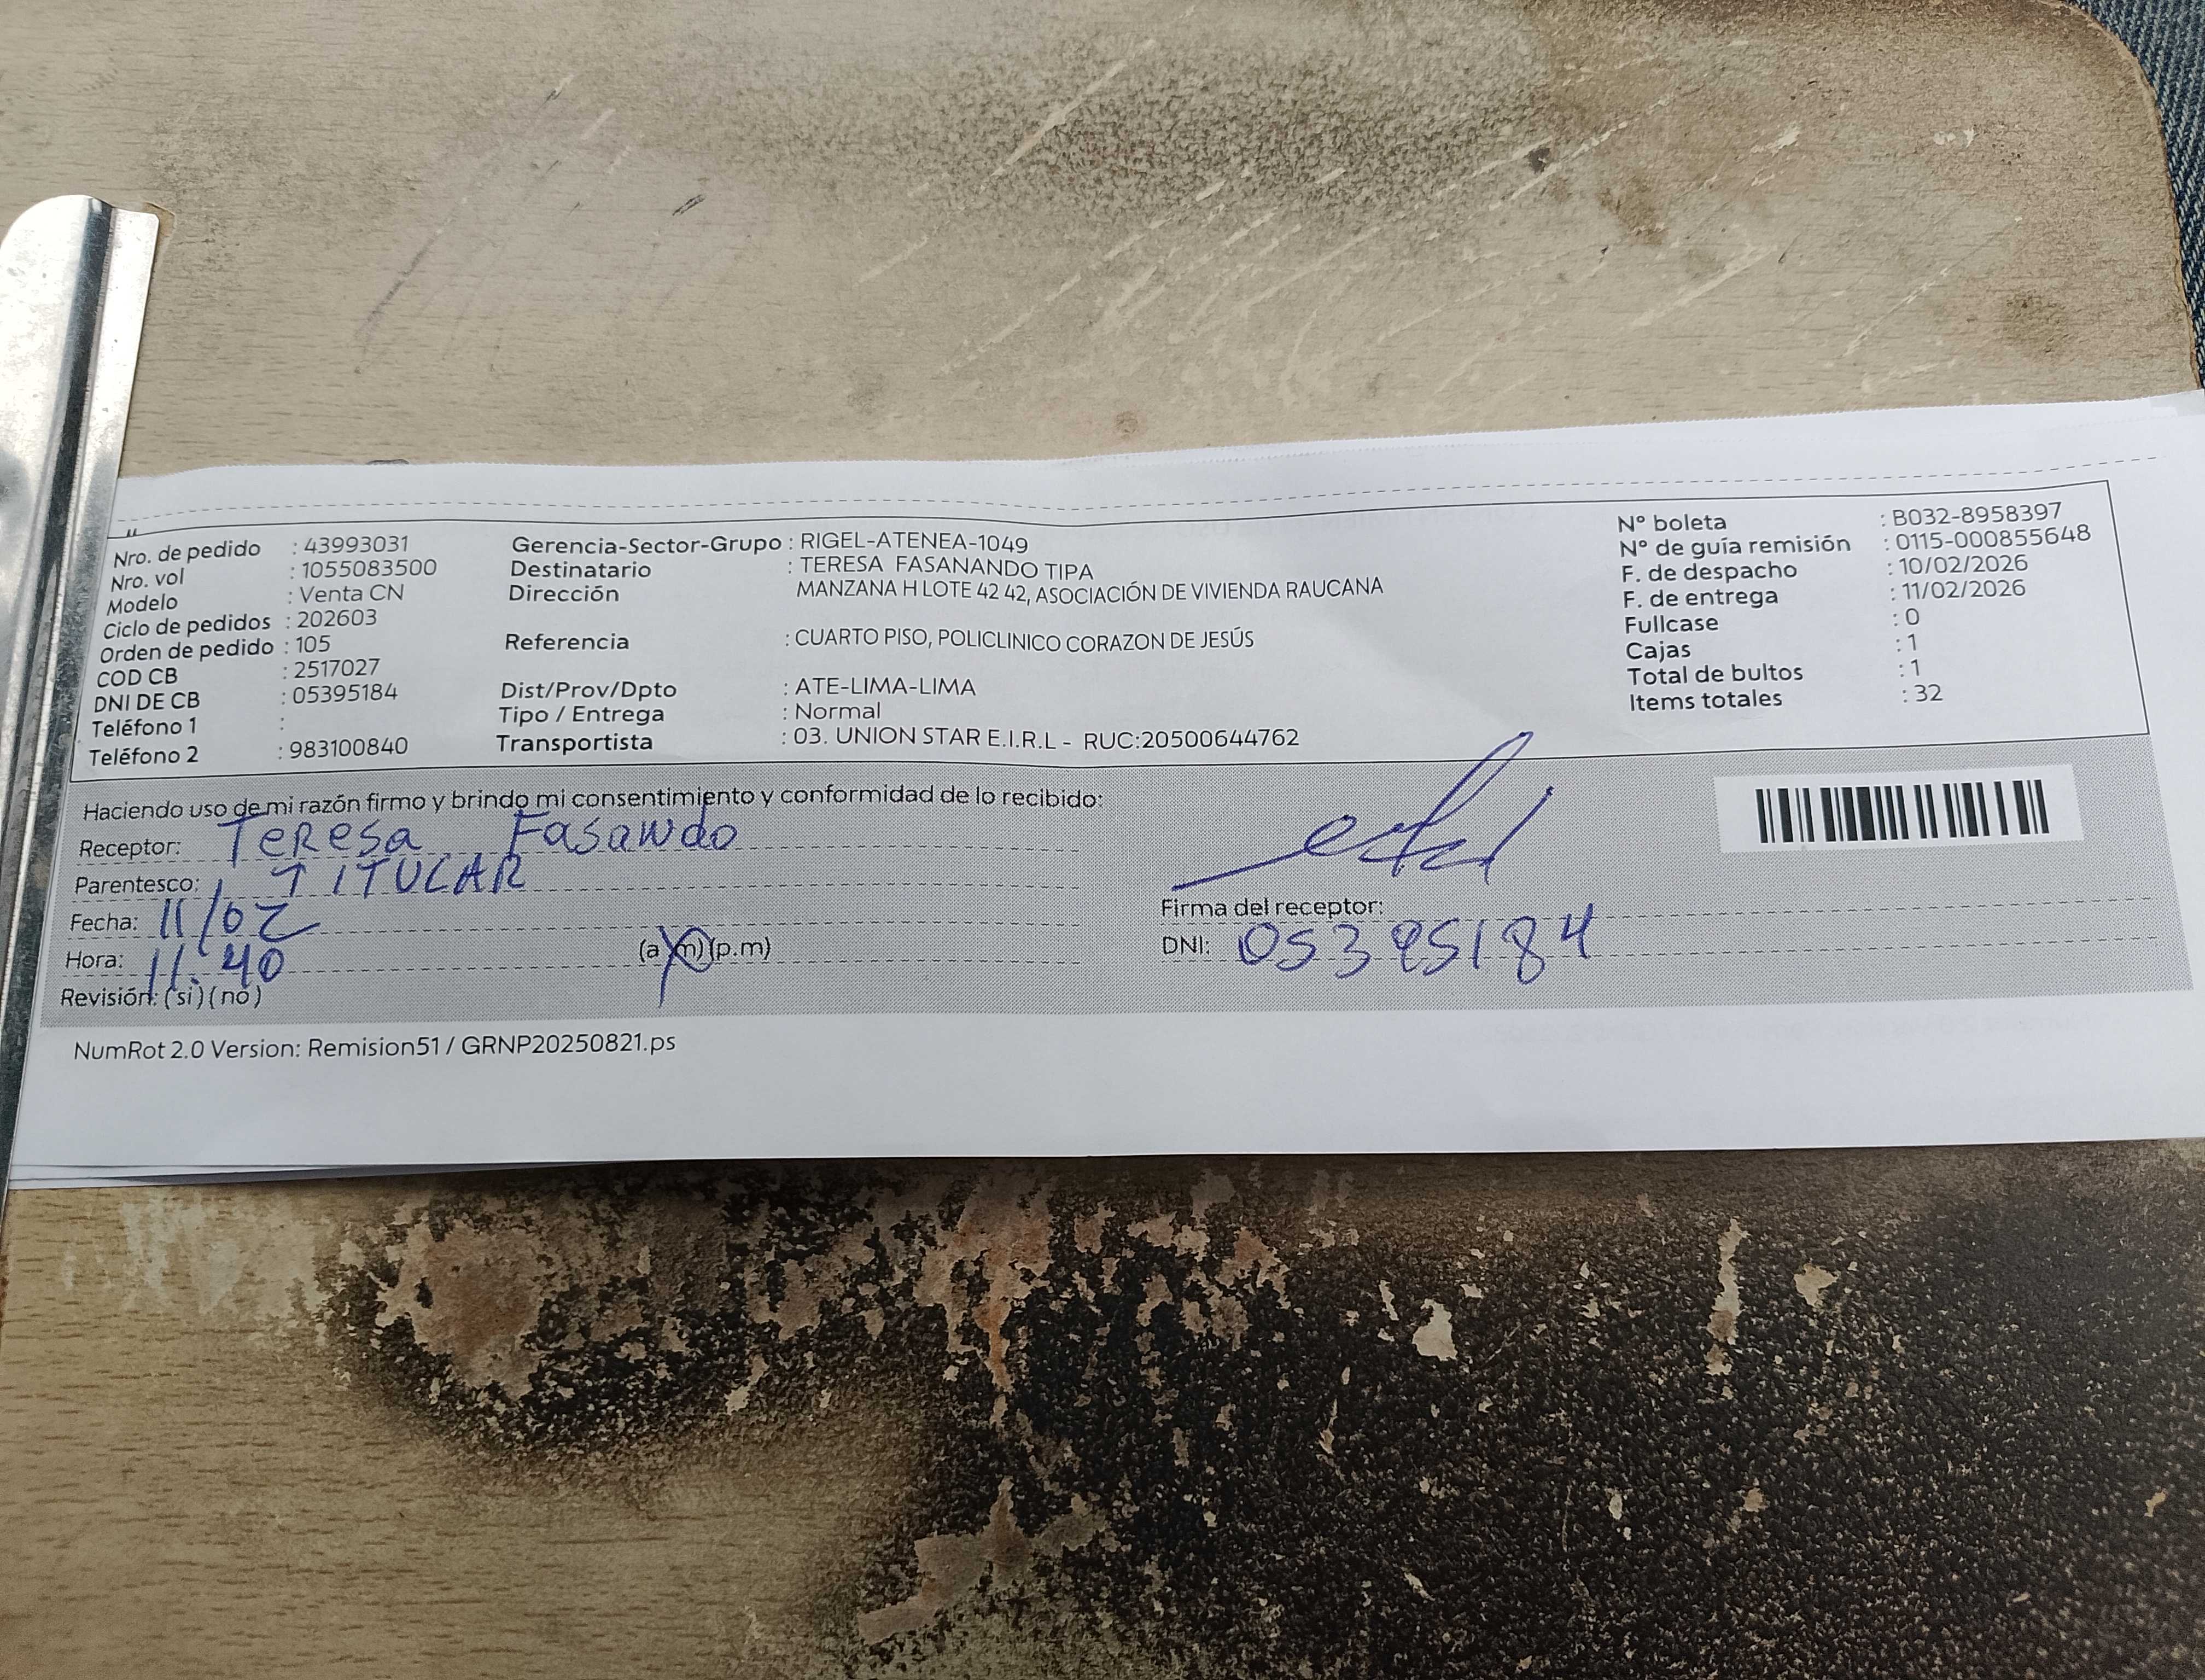 Nro. de pedido : 43993031
Nro. vol : 1055083500
Modelo : Venta CN
Ciclo de pedidos : 202603
Orden de pedido : 105
COD CB : 2517027
DNI DE CB : 05395184
Teléfono 1 :
Teléfono 2 : 983100840
Gerencia-Sector-Grupo : RIGEL-ATENEA-1049
Destinatario : TERESA FASANANDO TIPA
Dirección MANZANA H LOTE 42 42, ASOCIACIÓN DE VIVIENDA RAUCANA
Referencia : CUARTO PISO, POLICLINICO CORAZON DE JESÚS
Dist/Prov/Dpto : ATE-LIMA-LIMA
Tipo / Entrega : Normal
Transportista : 03. UNION STAR E.I.R.L - RUC:20500644762
N° boleta : B032-8958397
N° de guía remisión : 0115-000855648
F. de despacho : 10/02/2026
F. de entrega : 11/02/2026
Fullcase : 0
Cajas : 1
Total de bultos : 1
Items totales : 32
Haciendo uso de mi razón firmo y brindo mi consentimiento y conformidad de lo recibido:
Receptor: Teresa Fasawdo
Parentesco: TITULAR
Fecha: 11/02
Hora: 11:40 (a.m)(p.m)
Revisión: (si)(no)
Firma del receptor:
DNI: 05395184
NumRot 2.0 Version: Remision51 / GRNP20250821.ps